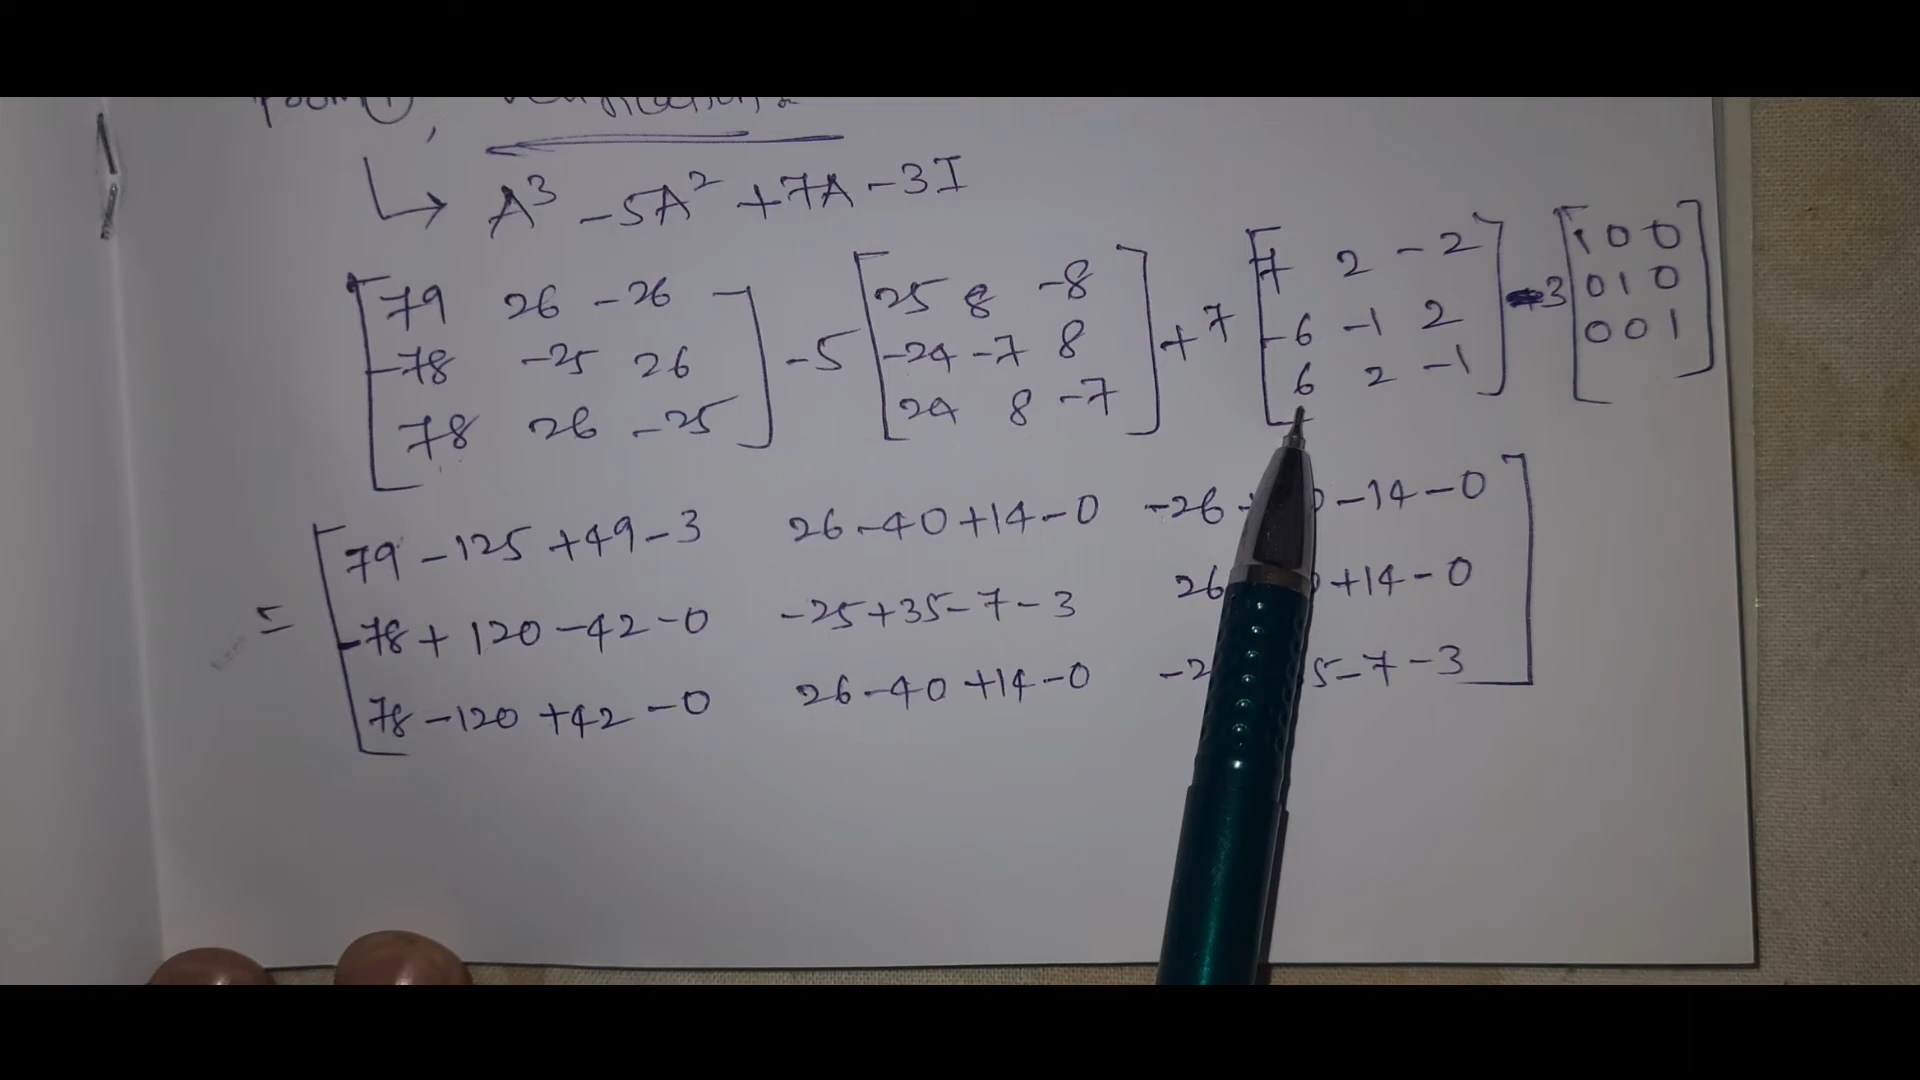 A³ - 5A² + 7A - 3I
[79 26 -26 -5 [25 8 -8 +7 [7 2 -2 -3 [1 0 0
-78 -25 26 -24 -7 8 -6 -1 2 0 1 0
78 26 -25] 24 8 -7] 6 2 -1] 0 0 1]
= [79 - 125 + 49 - 3 26 - 40 + 14 - 0 -26 - 14 - 0
-78 + 120 - 42 - 0 -25 + 35 - 7 - 3 26 + 14 - 0
78 - 120 + 42 - 0 26 - 40 + 14 - 0 -2 5 - 7 - 3]